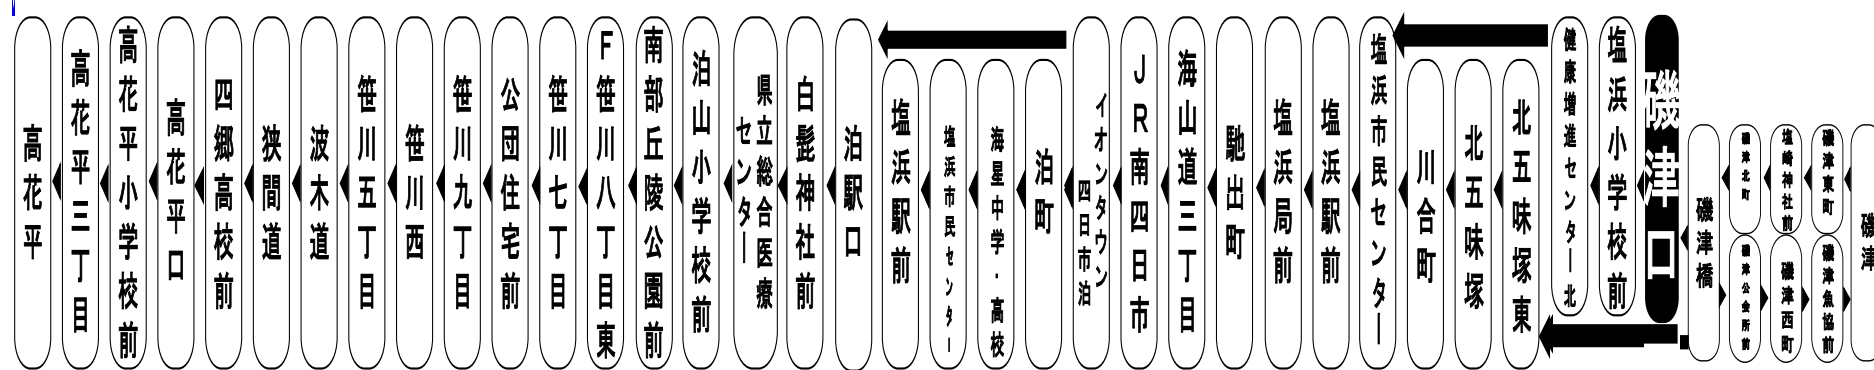 高花平
高花平三丁目
高花平小学校前
高花平口
四郷高校前
狭間道
波木道
笹川五丁目
笹川西
笹川九丁目
公団住宅前
笹川七丁目
F笹川八丁目東
南部丘陵公園前
泊山小学校前
県立総合医療
センター
白髭神社前
泊駅口
塩浜駅前
塩浜市民センター
海星中学・高校
泊町
イオンタウン
四日市泊
JR南四日市
海山道三丁目
馳出町
塩浜局前
塩浜駅前
塩浜市民センター
川合町
北五味塚
北五味塚東
健康増進センター北
塩浜小学校前
磯津口
磯津橋
磯津北町
磯津公会所前
塩崎神社前
磯津西町
磯津東町
磯津魚協前
磯津